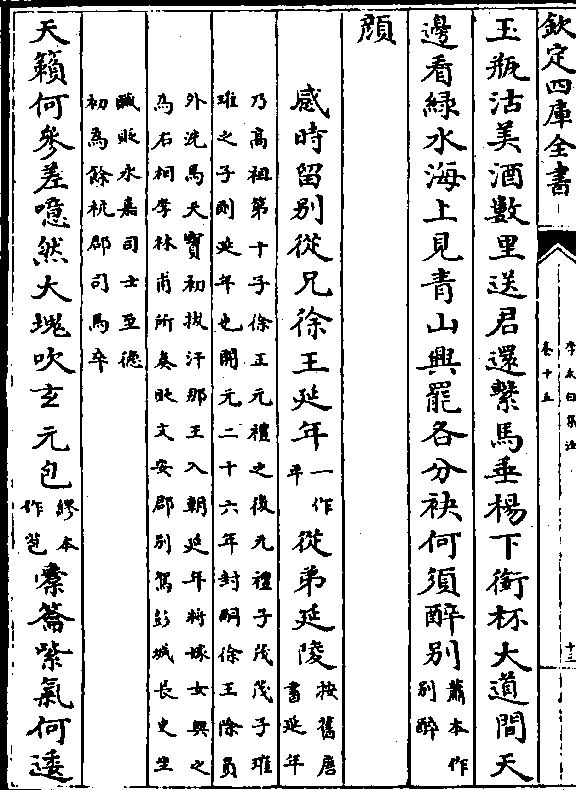 欽定四庫全書
李太白集注
卷十五
十三
玉瓶沽美酒數里送君還繫馬垂楊下銜杯大道間天
邊看綠水海上見青山興罷各分袂何須醉別蕭本作
別醉
顔
感時留别從兄徐王延年一作
平從弟延陵按舊唐
書延年
乃高祖第十子徐王元禮之後元禮子茂茂子璀
璀之子則延年也開元二十六年封嗣徐王除員
外洗馬天寳初拔汗那王入朝延年將嫁女與之
為右相李林甫所奏貶文安郡别駕彭城長史坐
贓貶永嘉司士至德
初為餘杭郡司馬卒
天籟何參差噫然大塊吹玄元包繆本
作苞橐籥紫氣何逶